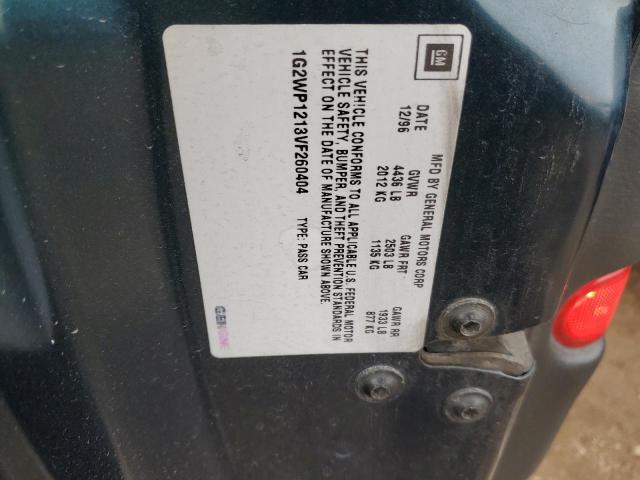 GM
MFD BY GENERAL MOTORS CORP
DATE GVWR GAWR FRT GAWR RR
12/96 4436 LB 2503 LB 1933 LB
2012 KG 1135 KG 877 KG
THIS VEHICLE CONFORMS TO ALL APPLICABLE U.S. FEDERAL MOTOR
VEHICLE SAFETY, BUMPER, AND THEFT PREVENTION STANDARDS IN
EFFECT ON THE DATE OF MANUFACTURE SHOWN ABOVE.
1G2WP1213VF260404 TYPE: PASS CAR